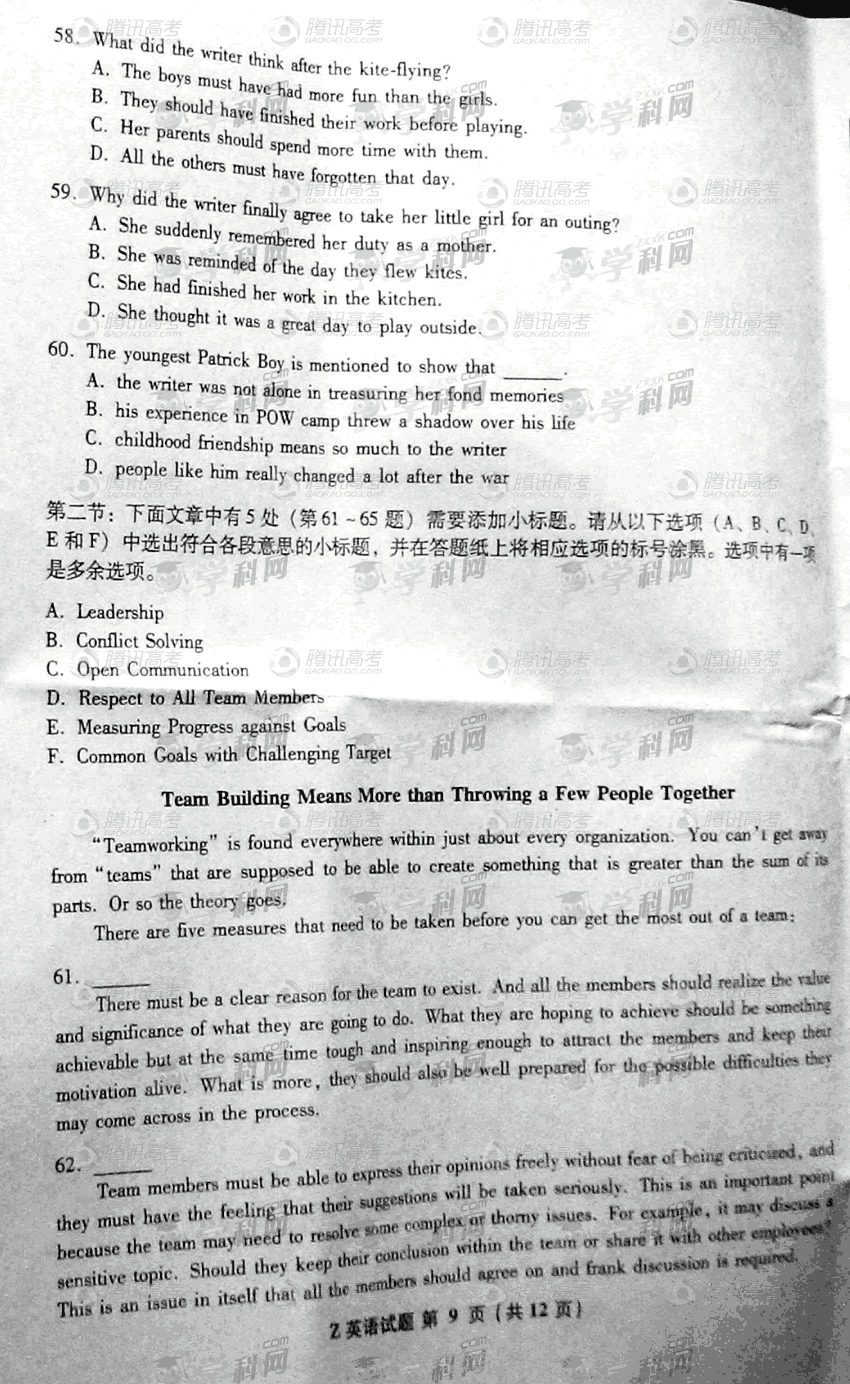 58. What did the writer think after the kite-flying?
A. The boys must have had more fun than the girls.
B. They should have finished their work before playing.
C. Her parents should spend more time with them.
D. All the others must have forgotten that day.
59. Why did the writer finally agree to take her little girl for an outing?
A. She suddenly remembered her duty as a mother.
B. She was reminded of the day they flew kites.
C. She had finished her work in the kitchen.
D. She thought it was a great day to play outside.
60. The youngest Patrick Boy is mentioned to show that ______.
A. the writer was not alone in treasuring her fond memories
B. his experience in POW camp threw a shadow over his life
C. childhood friendship means so much to the writer
D. people like him really changed a lot after the war
第二节：下面文章中有5处（第61~65题）需要添加小标题。请从以下选项（A、B、C、D、
E和F）中选出符合各段意思的小标题，并在答题纸上将相应选项的标号涂黑。选项中有一项
是多余选项。
A. Leadership
B. Conflict Solving
C. Open Communication
D. Respect to All Team Members
E. Measuring Progress against Goals
F. Common Goals with Challenging Target
Team Building Means More than Throwing a Few People Together
“Teamworking” is found everywhere within just about every organization. You can't get away
from “teams” that are supposed to be able to create something that is greater than the sum of its
parts. Or so the theory goes.
There are five measures that need to be taken before you can get the most out of a team:
61. ______
There must be a clear reason for the team to exist. And all the members should realize the value
and significance of what they are going to do. What they are hoping to achieve should be something
achievable but at the same time tough and inspiring enough to attract the members and keep their
motivation alive. What is more, they should also be well prepared for the possible difficulties they
may come across in the process.
62. ______
Team members must be able to express their opinions freely without fear of being criticized, and
they must have the feeling that their suggestions will be taken seriously. This is an important point
because the team may need to resolve some complex or thorny issues. For example, it may discuss a
sensitive topic. Should they keep their conclusion within the team or share it with other employees?
This is an issue in itself that all the members should agree on and frank discussion is required.
Z英语试题 第 9 页（共12页）
腾讯高考
GAOKAO.QQ.COM
学科网
ZXXK.com